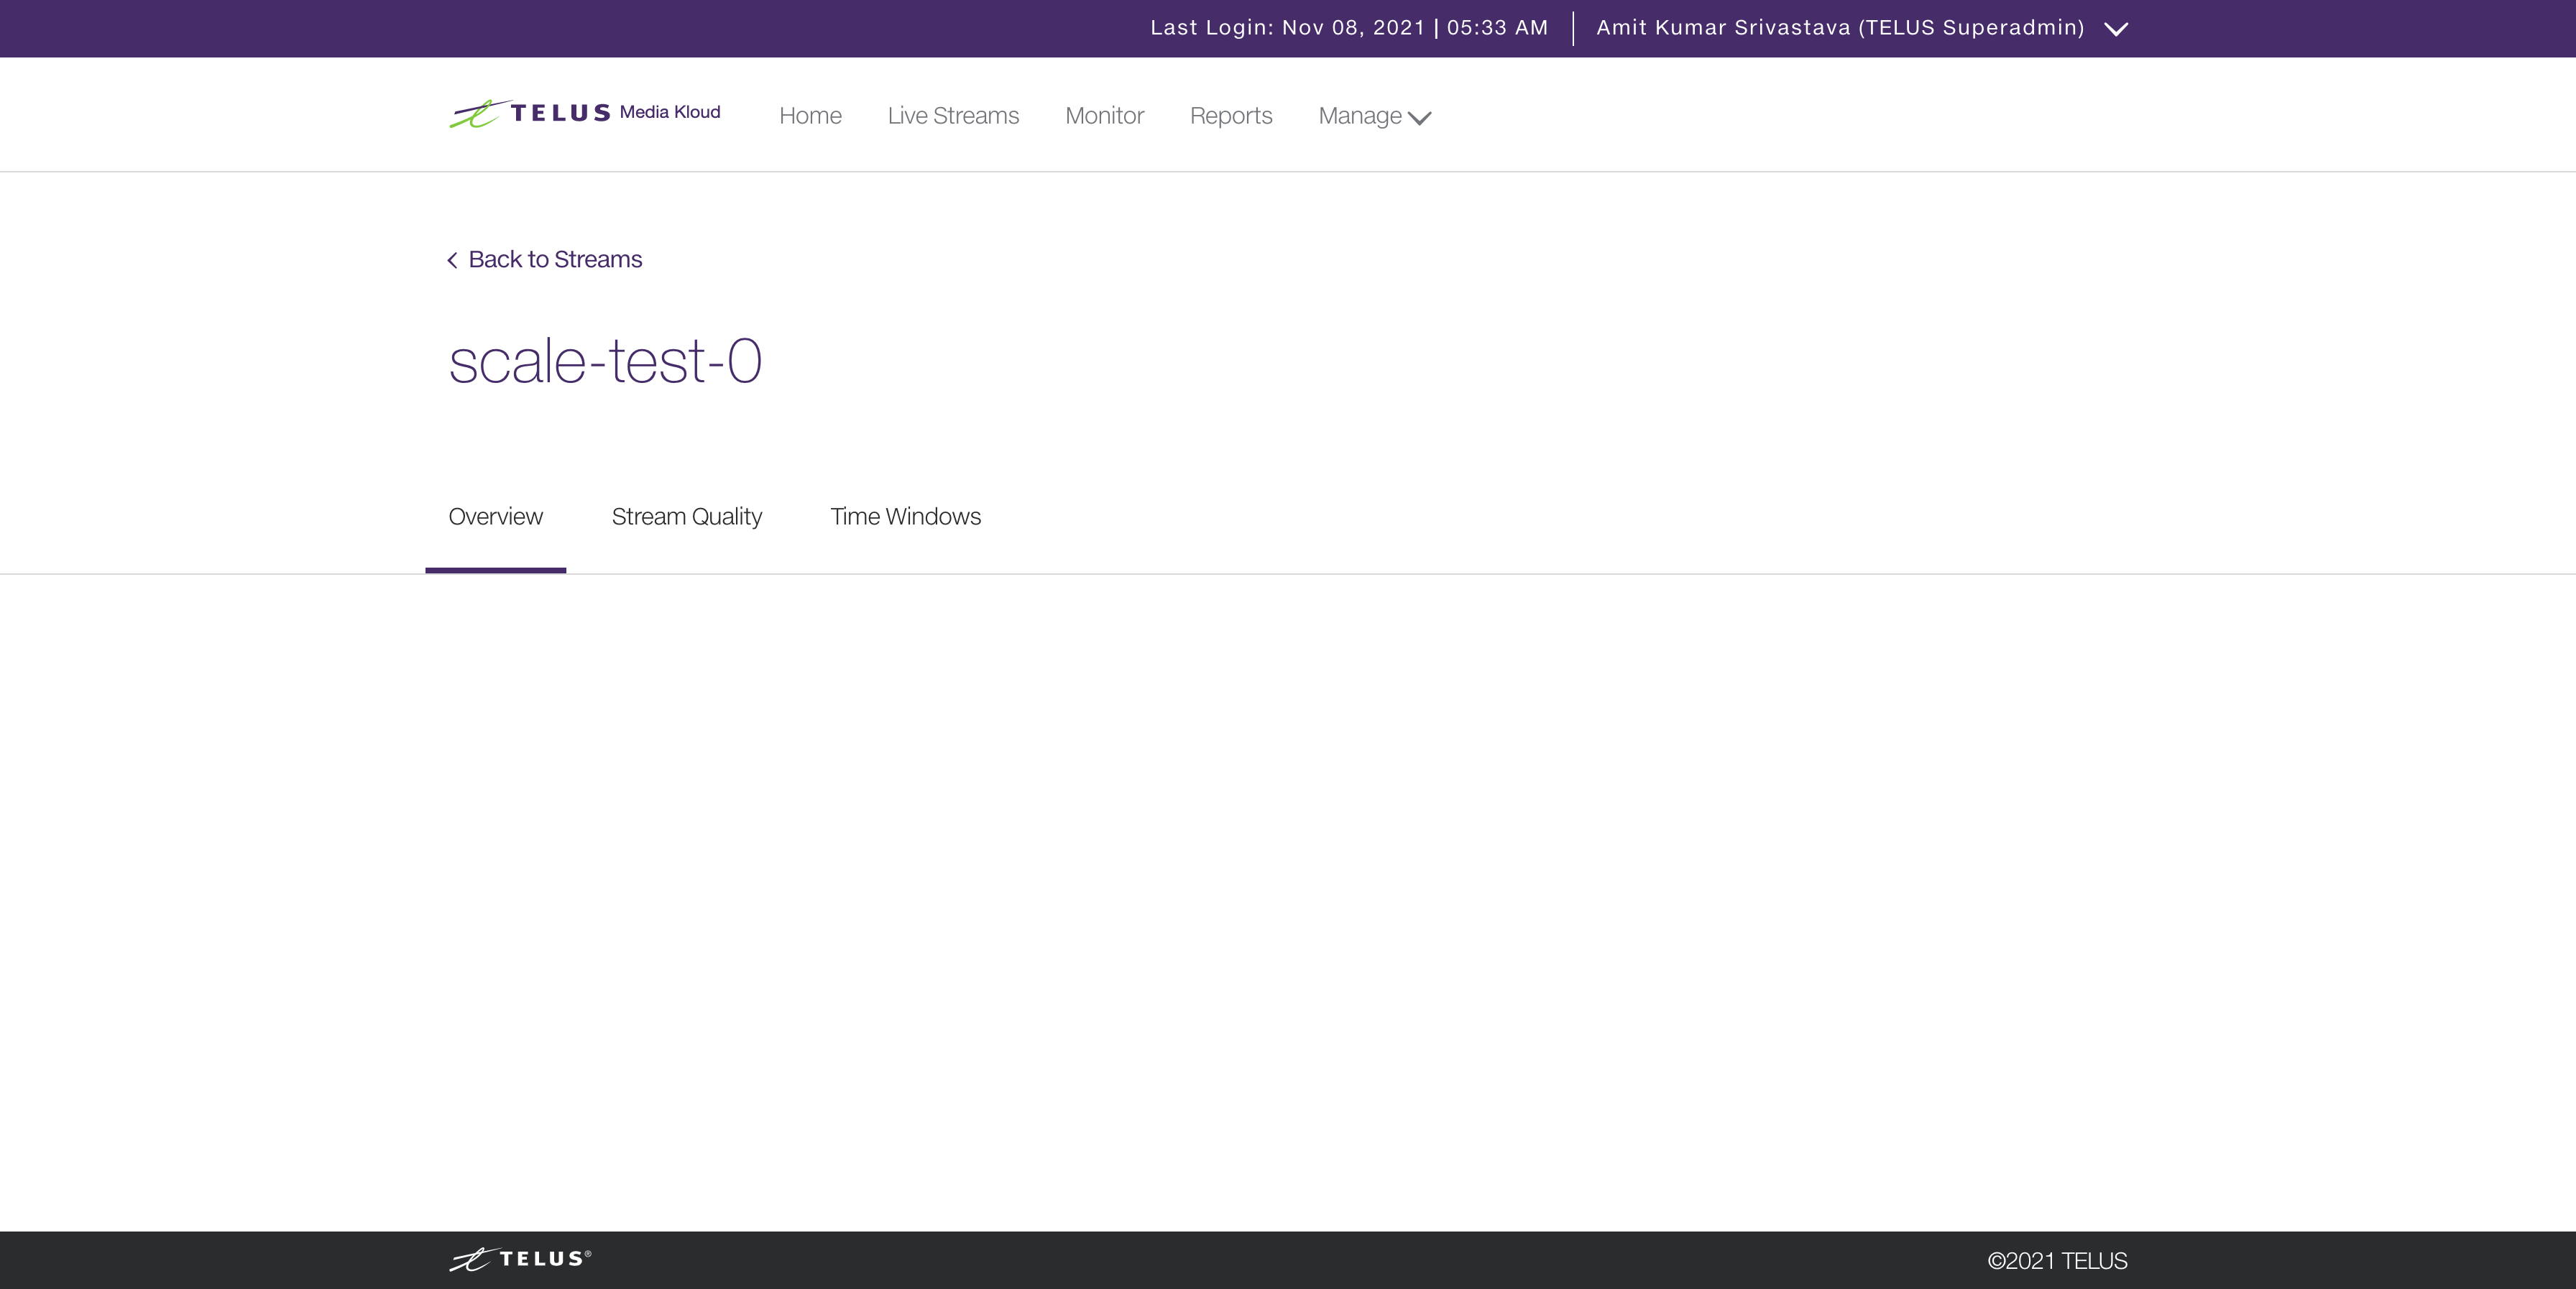 Last Login: Nov 08, 2021 | 05:33 AM
Amit Kumar Srivastava (TELUS Superadmin)
TELUS Media Kloud
Home
Live Streams
Monitor
Reports
Manage
Back to Streams
scale-test-0
Overview
Stream Quality
Time Windows
TELUS®
©2021 TELUS